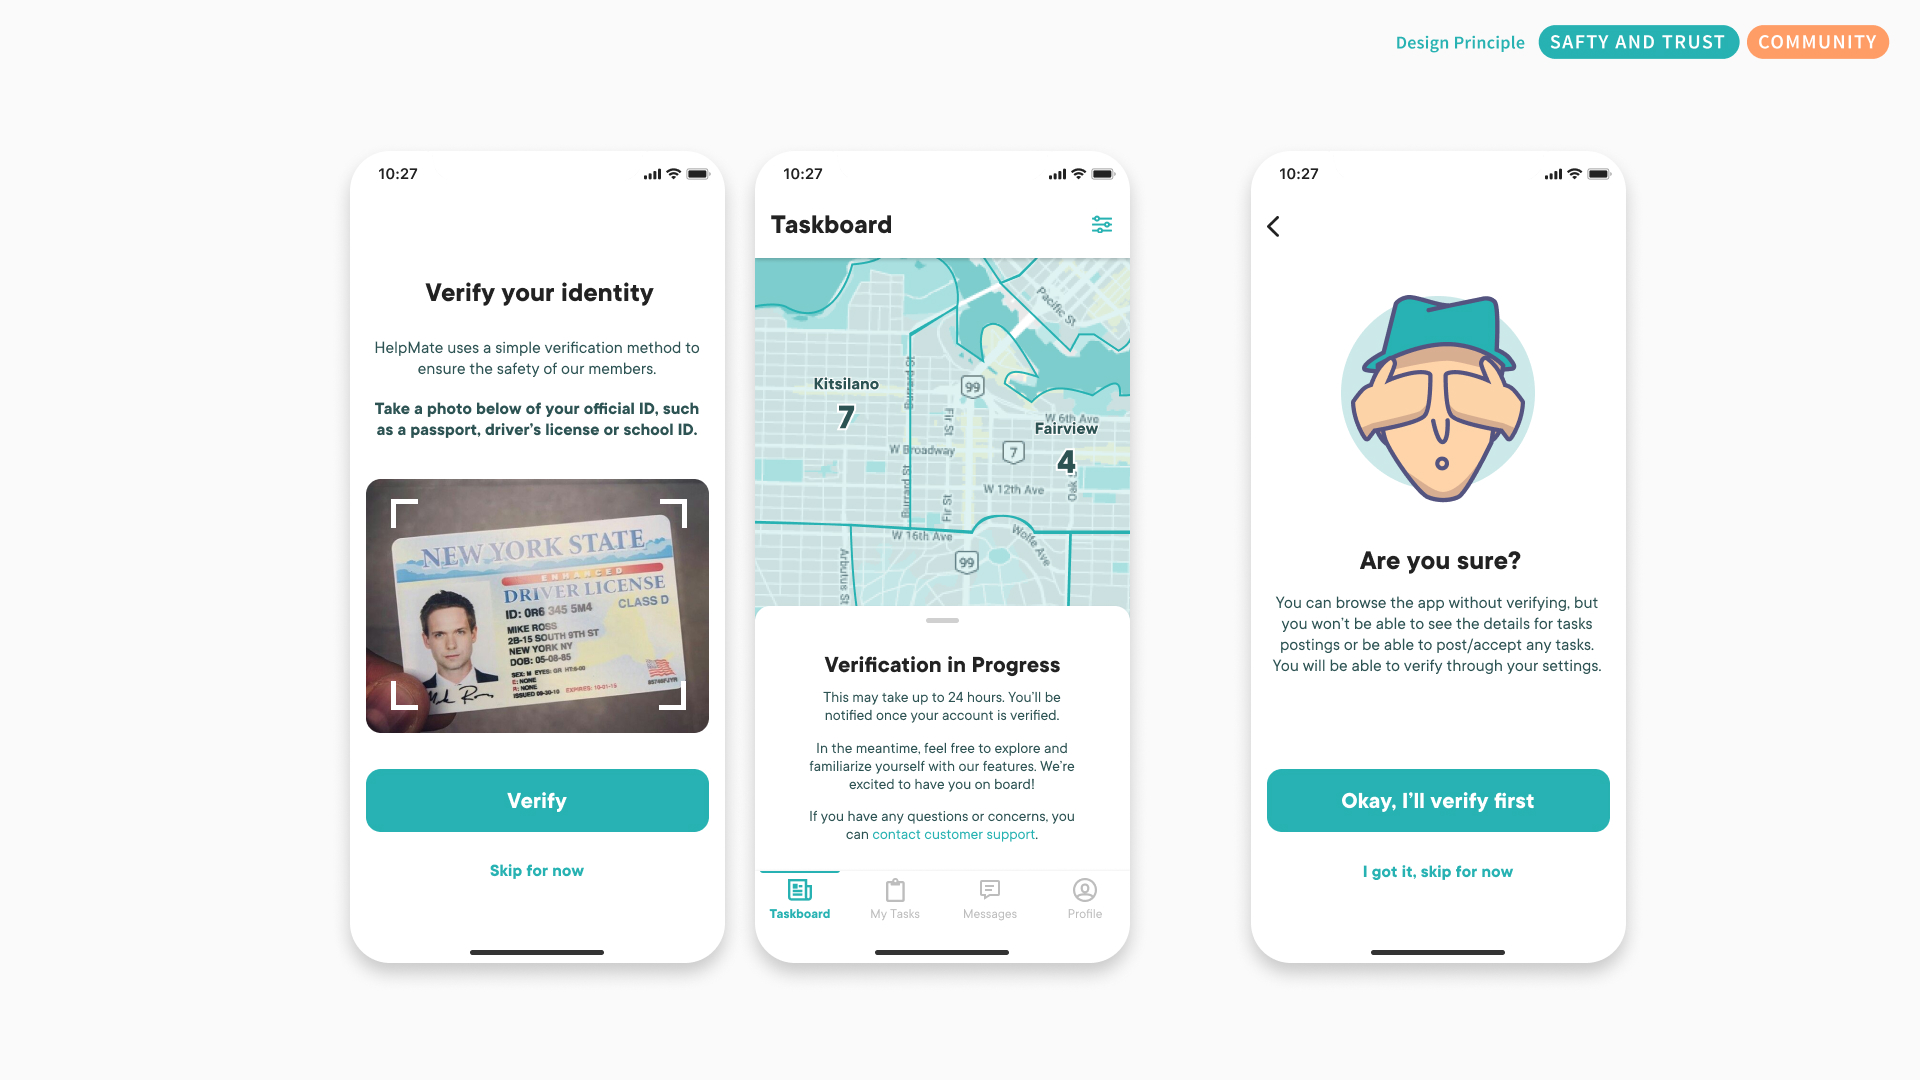 Design Principle
SAFTY AND TRUST
COMMUNITY
10:27
Verify your identity
HelpMate uses a simple verification method to
ensure the safety of our members.
Take a photo below of your official ID, such
as a passport, driver's license or school ID.
NEW YORK STATE
ENHANCED
DRIVER LICENSE
ID: 0R6 345 5M4
CLASS D
MIKE ROSS
2B-15 SOUTH 9TH ST
NEW YORK NY
DOB: 05-08-85
E: NONE
R: NONE
Verify
Skip for now
10:27
Taskboard
Pacific St
Kitsilano
7
Burrard St
99
Fir St
W 6th Ave
Fairview
4
W Broadway
7
W 12th Ave
Oak
Burrard St
Fir St
W 16th Ave
Wolfe Ave
99
Arbutus St
Verification in Progress
This may take up to 24 hours. You'll be
notified once your account is verified.
In the meantime, feel free to explore and
familiarize yourself with our features. We're
excited to have you on board!
If you have any questions or concerns, you
can contact customer support.
Taskboard
My Tasks
Messages
Profile
10:27
Are you sure?
You can browse the app without verifying, but
you won't be able to see the details for tasks
postings or be able to post/accept any tasks.
You will be able to verify through your settings.
Okay, I'll verify first
I got it, skip for now